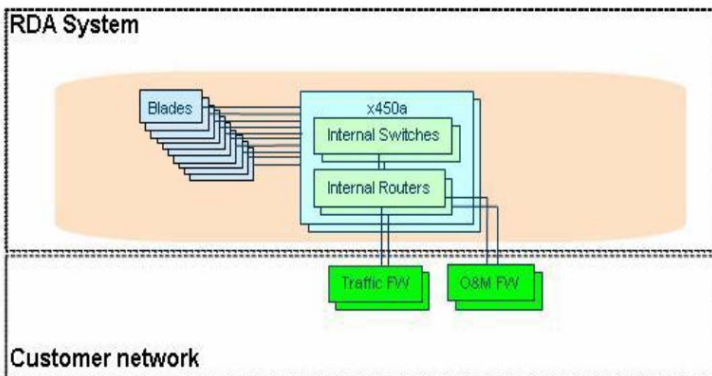 RDA System
Blades
x450a
Internal Switches
Internal Routers
Traffic FW
O&M FW
Customer network